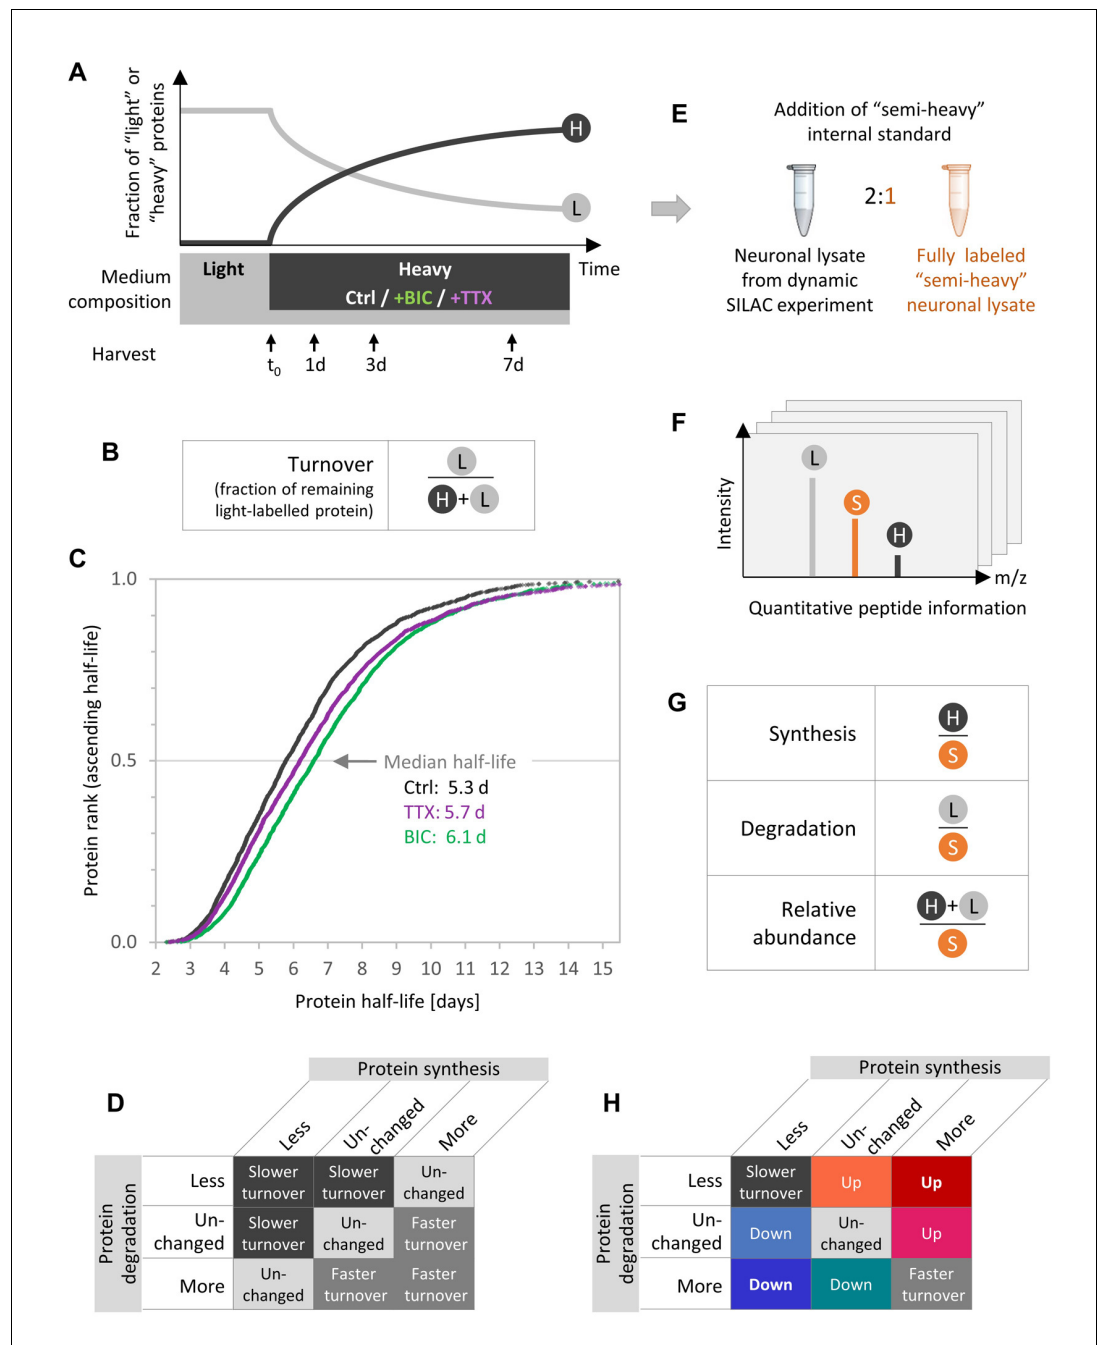 A
Fraction of “light” or
“heavy” proteins
H
L
Time
Medium
composition
Light
Heavy
Ctrl / +BIC / +TTX
Harvest
t0
1d
3d
7d
E
Addition of “semi-heavy”
internal standard
2:1
Neuronal lysate
from dynamic
SILAC experiment
Fully labeled
“semi-heavy”
neuronal lysate
B
Turnover
(fraction of remaining
light-labelled protein)
L
H+L
F
Intensity
L
S
H
m/z
Quantitative peptide information
C
Protein rank (ascending half-life)
1.0
0.5
0.0
Median half-life
Ctrl: 5.3 d
TTX: 5.7 d
BIC: 6.1 d
2 3 4 5 6 7 8 9 10 11 12 13 14 15
Protein half-life [days]
G
Synthesis
H
S
Degradation
L
S
Relative
abundance
H+L
S
D
Protein synthesis
Less
Un-
changed
More
Protein
degradation
Less
Slower
turnover
Slower
turnover
Un-
changed
Un-
changed
Slower
turnover
Un-
changed
Faster
turnover
More
Un-
changed
Faster
turnover
Faster
turnover
H
Protein synthesis
Less
Un-
changed
More
Protein
degradation
Less
Slower
turnover
Up
Up
Un-
changed
Down
Un-
changed
Up
More
Down
Down
Faster
turnover